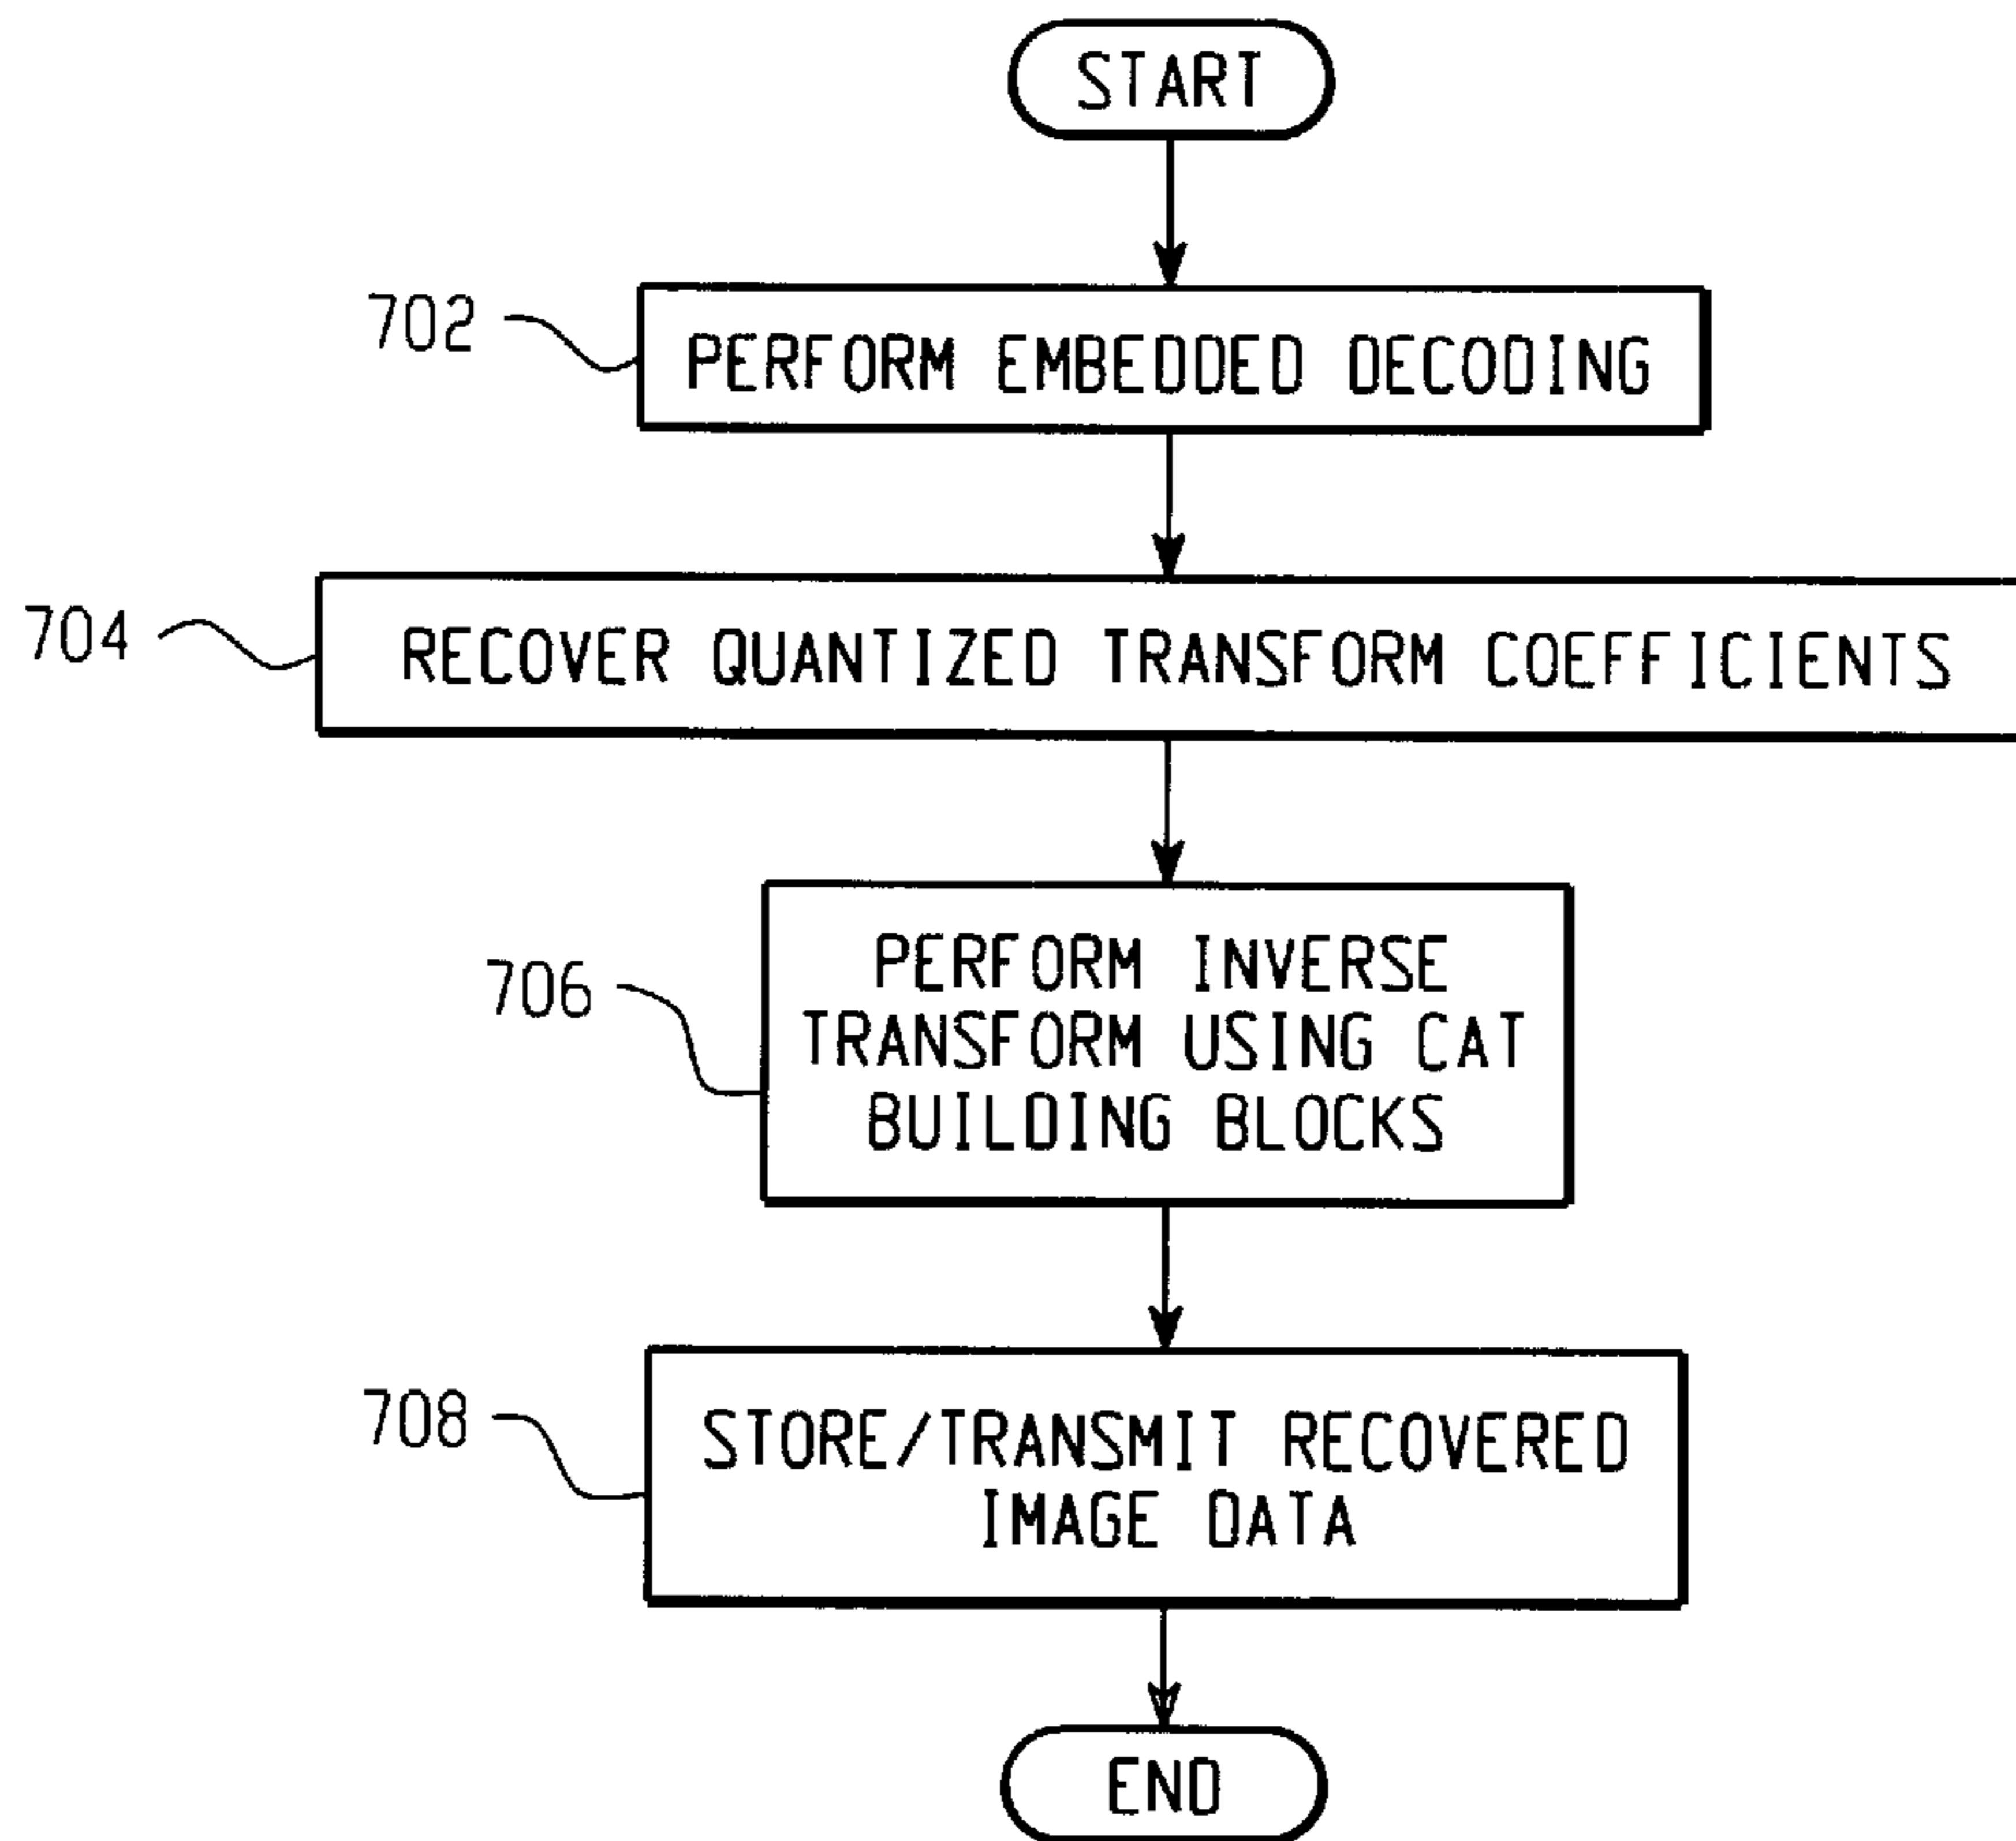 START
702
PERFORM EMBEDDED DECODING
704
RECOVER QUANTIZED TRANSFORM COEFFICIENTS
706
PERFORM INVERSE
TRANSFORM USING CAT
BUILDING BLOCKS
708
STORE/TRANSMIT RECOVERED
IMAGE DATA
END